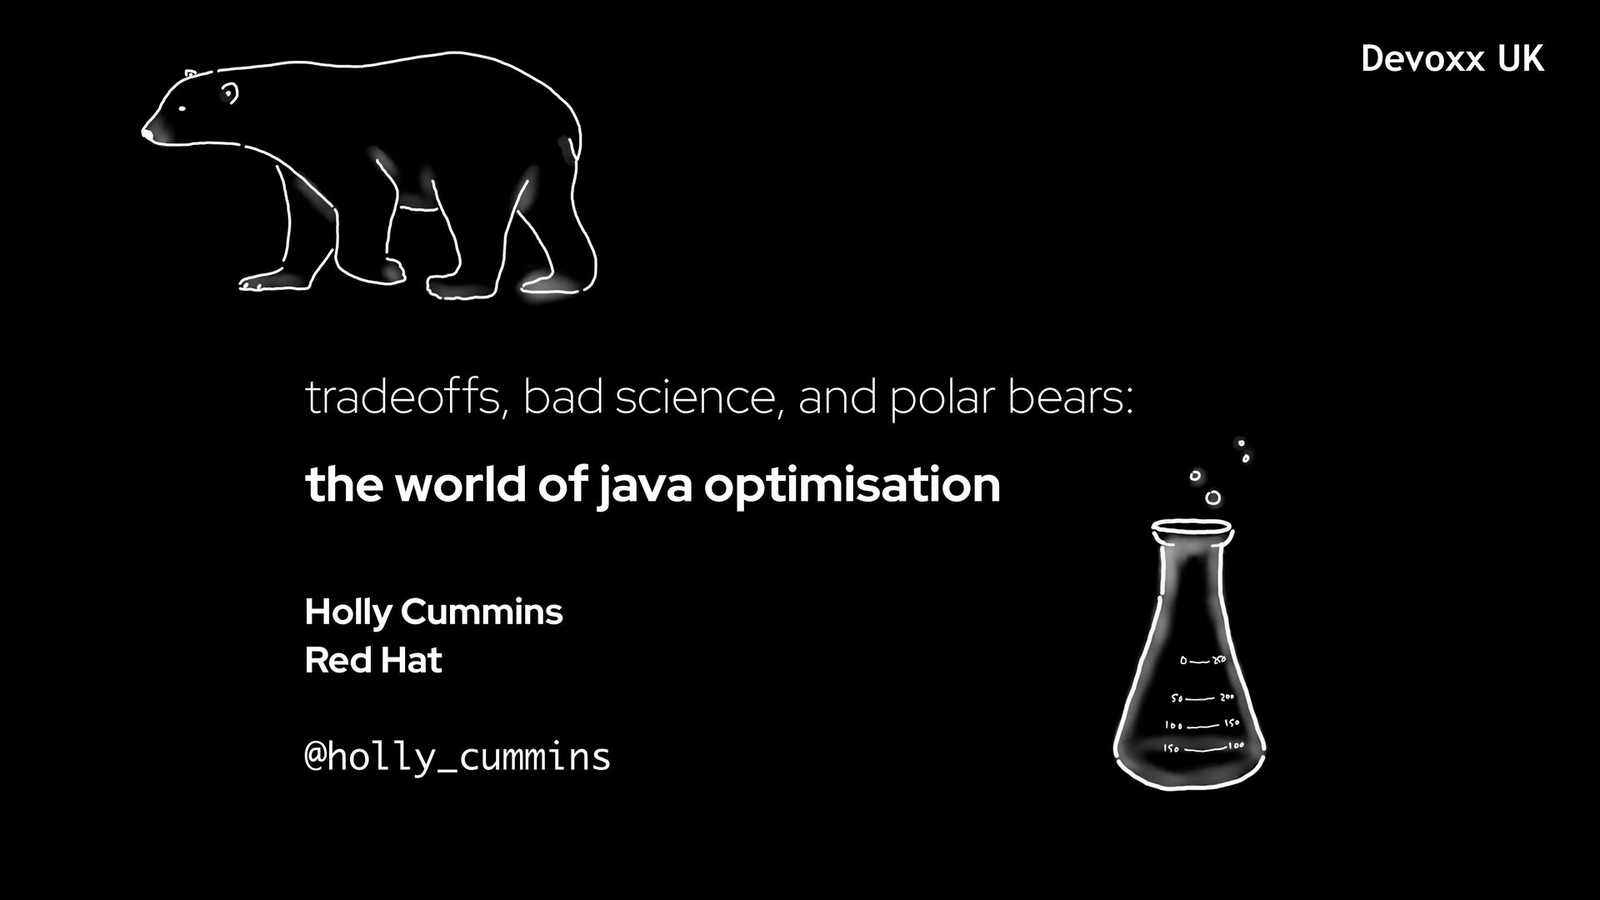 Devoxx UK
tradeoffs, bad science, and polar bears:
the world of java optimisation
Holly Cummins
Red Hat
@holly_cummins
0 250
50 200
100 150
150 100